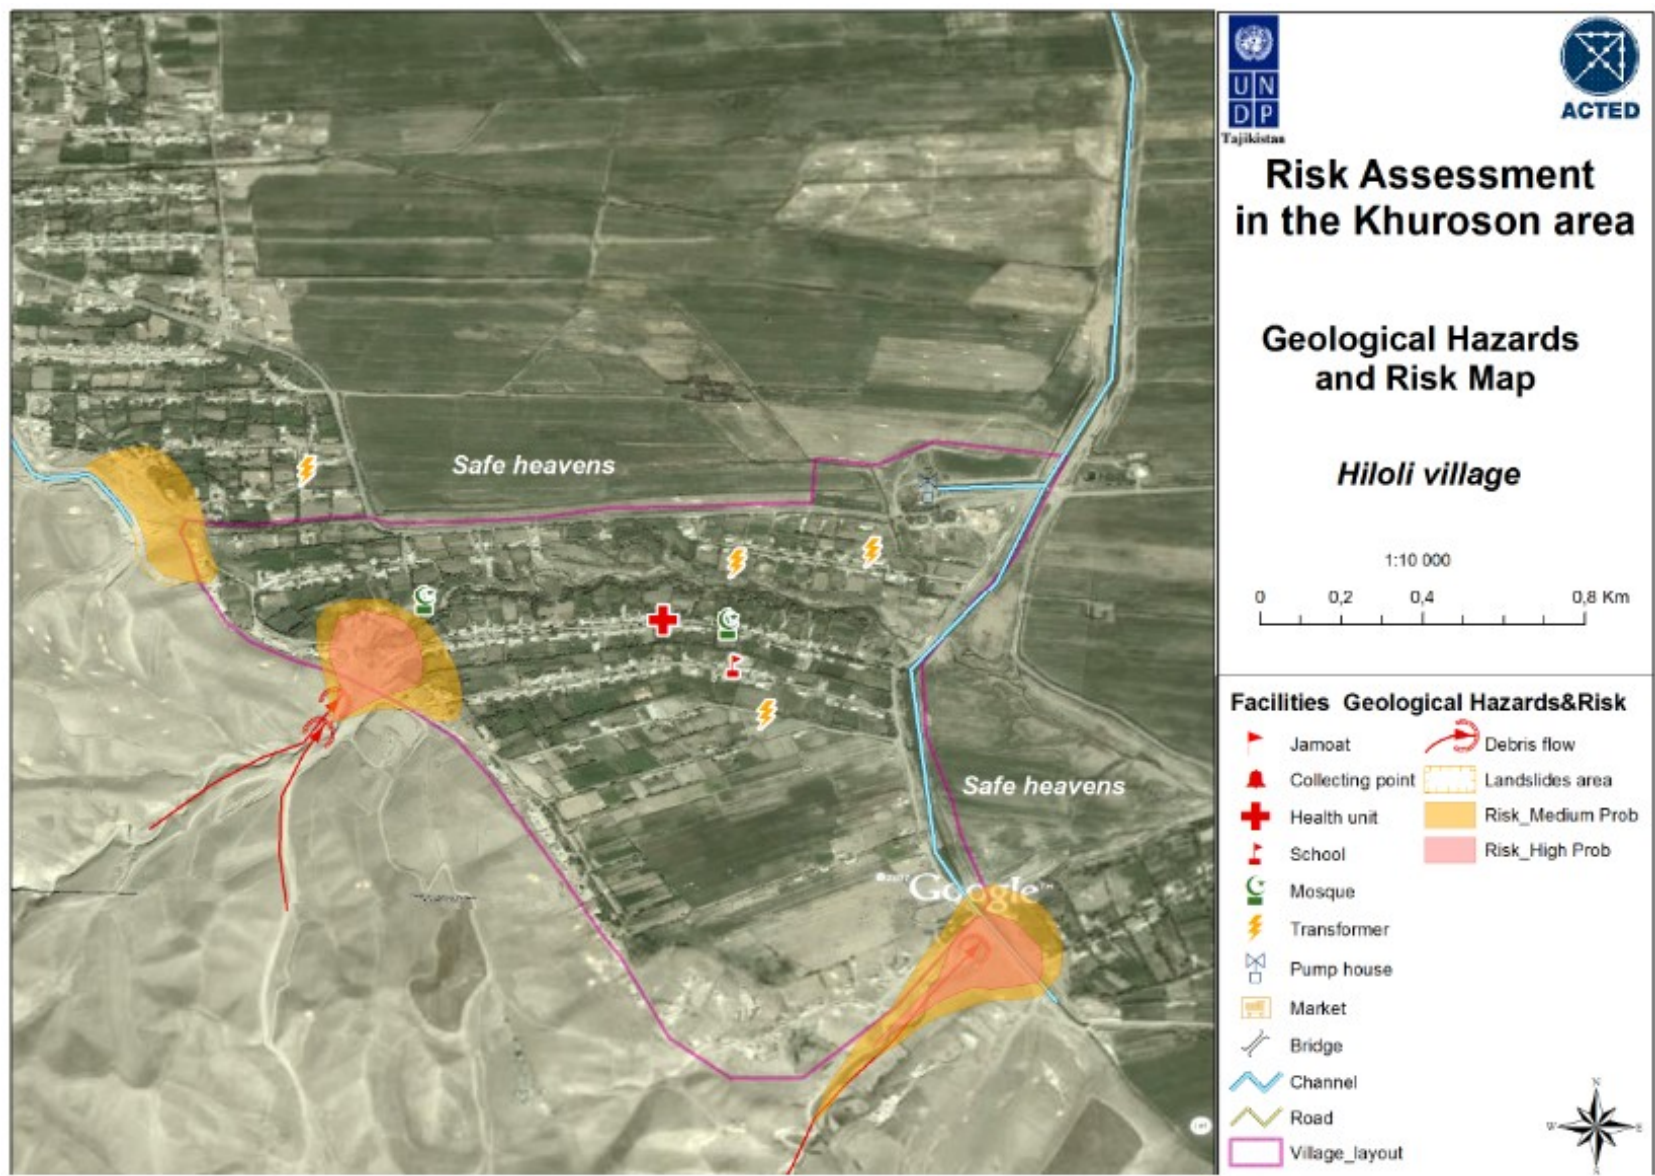 Safe heavens
Safe heavens
Google
U N
D P
Tajikistan
ACTED
Risk Assessment
in the Khuroson area
Geological Hazards
and Risk Map
Hiloli village
1:10 000
0 0,2 0,4 0,8 Km
Facilities Geological Hazards&Risk
Jamoat
Collecting point
Health unit
School
Mosque
Transformer
Pump house
Market
Bridge
Channel
Road
Village_layout
Debris flow
Landslides area
Risk_Medium Prob
Risk_High Prob
N
W E
S